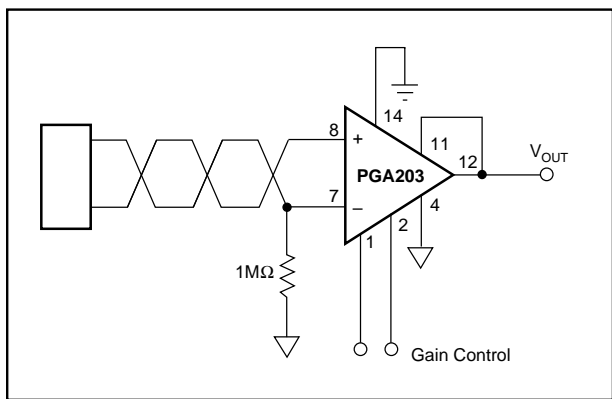 14
8
+
11
PGA203
12
V_OUT
7
–
4
2
1
1MΩ
Gain Control